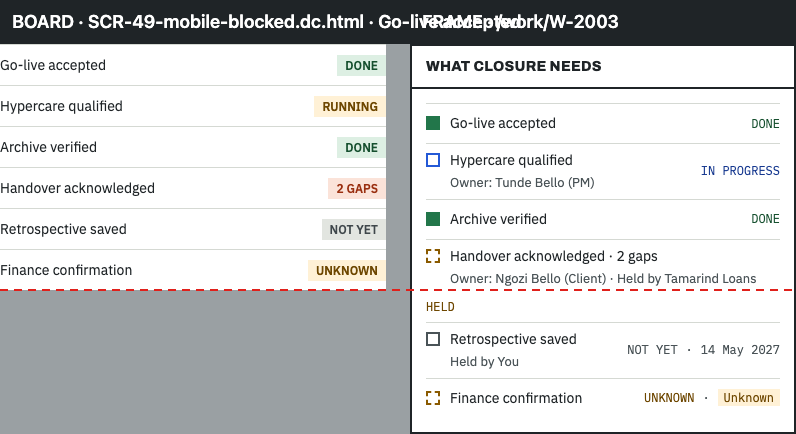 BOARD · SCR-49-mobile-blocked.dc.html · Go-live accepted
FRAME · /work/W-2003
Go-live accepted DONE
Hypercare qualified RUNNING
Archive verified DONE
Handover acknowledged 2 GAPS
Retrospective saved NOT YET
Finance confirmation UNKNOWN
WHAT CLOSURE NEEDS
Go-live accepted DONE
Hypercare qualified
Owner: Tunde Bello (PM)
IN PROGRESS
Archive verified DONE
Handover acknowledged · 2 gaps
Owner: Ngozi Bello (Client) · Held by Tamarind Loans
HELD
Retrospective saved
Held by You
NOT YET · 14 May 2027
Finance confirmation UNKNOWN · Unknown